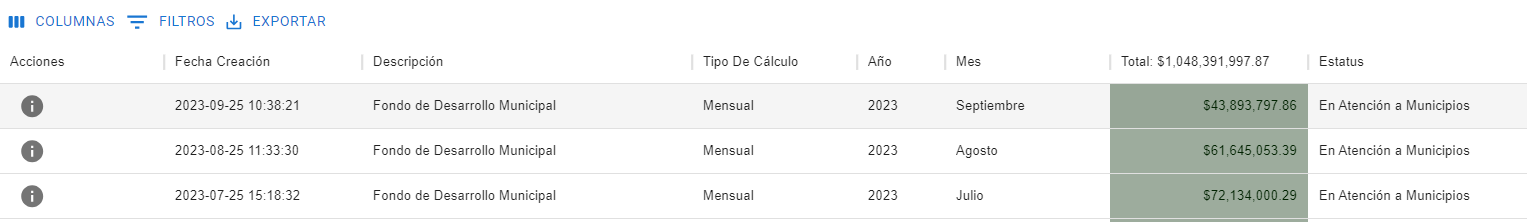 COLUMNAS FILTROS EXPORTAR
Acciones Fecha Creación Descripción Tipo De Cálculo Año Mes Total: $1,048,391,997.87 Estatus
2023-09-25 10:38:21 Fondo de Desarrollo Municipal Mensual 2023 Septiembre $43,893,797.86 En Atención a Municipios
2023-08-25 11:33:30 Fondo de Desarrollo Municipal Mensual 2023 Agosto $61,645,053.39 En Atención a Municipios
2023-07-25 15:18:32 Fondo de Desarrollo Municipal Mensual 2023 Julio $72,134,000.29 En Atención a Municipios